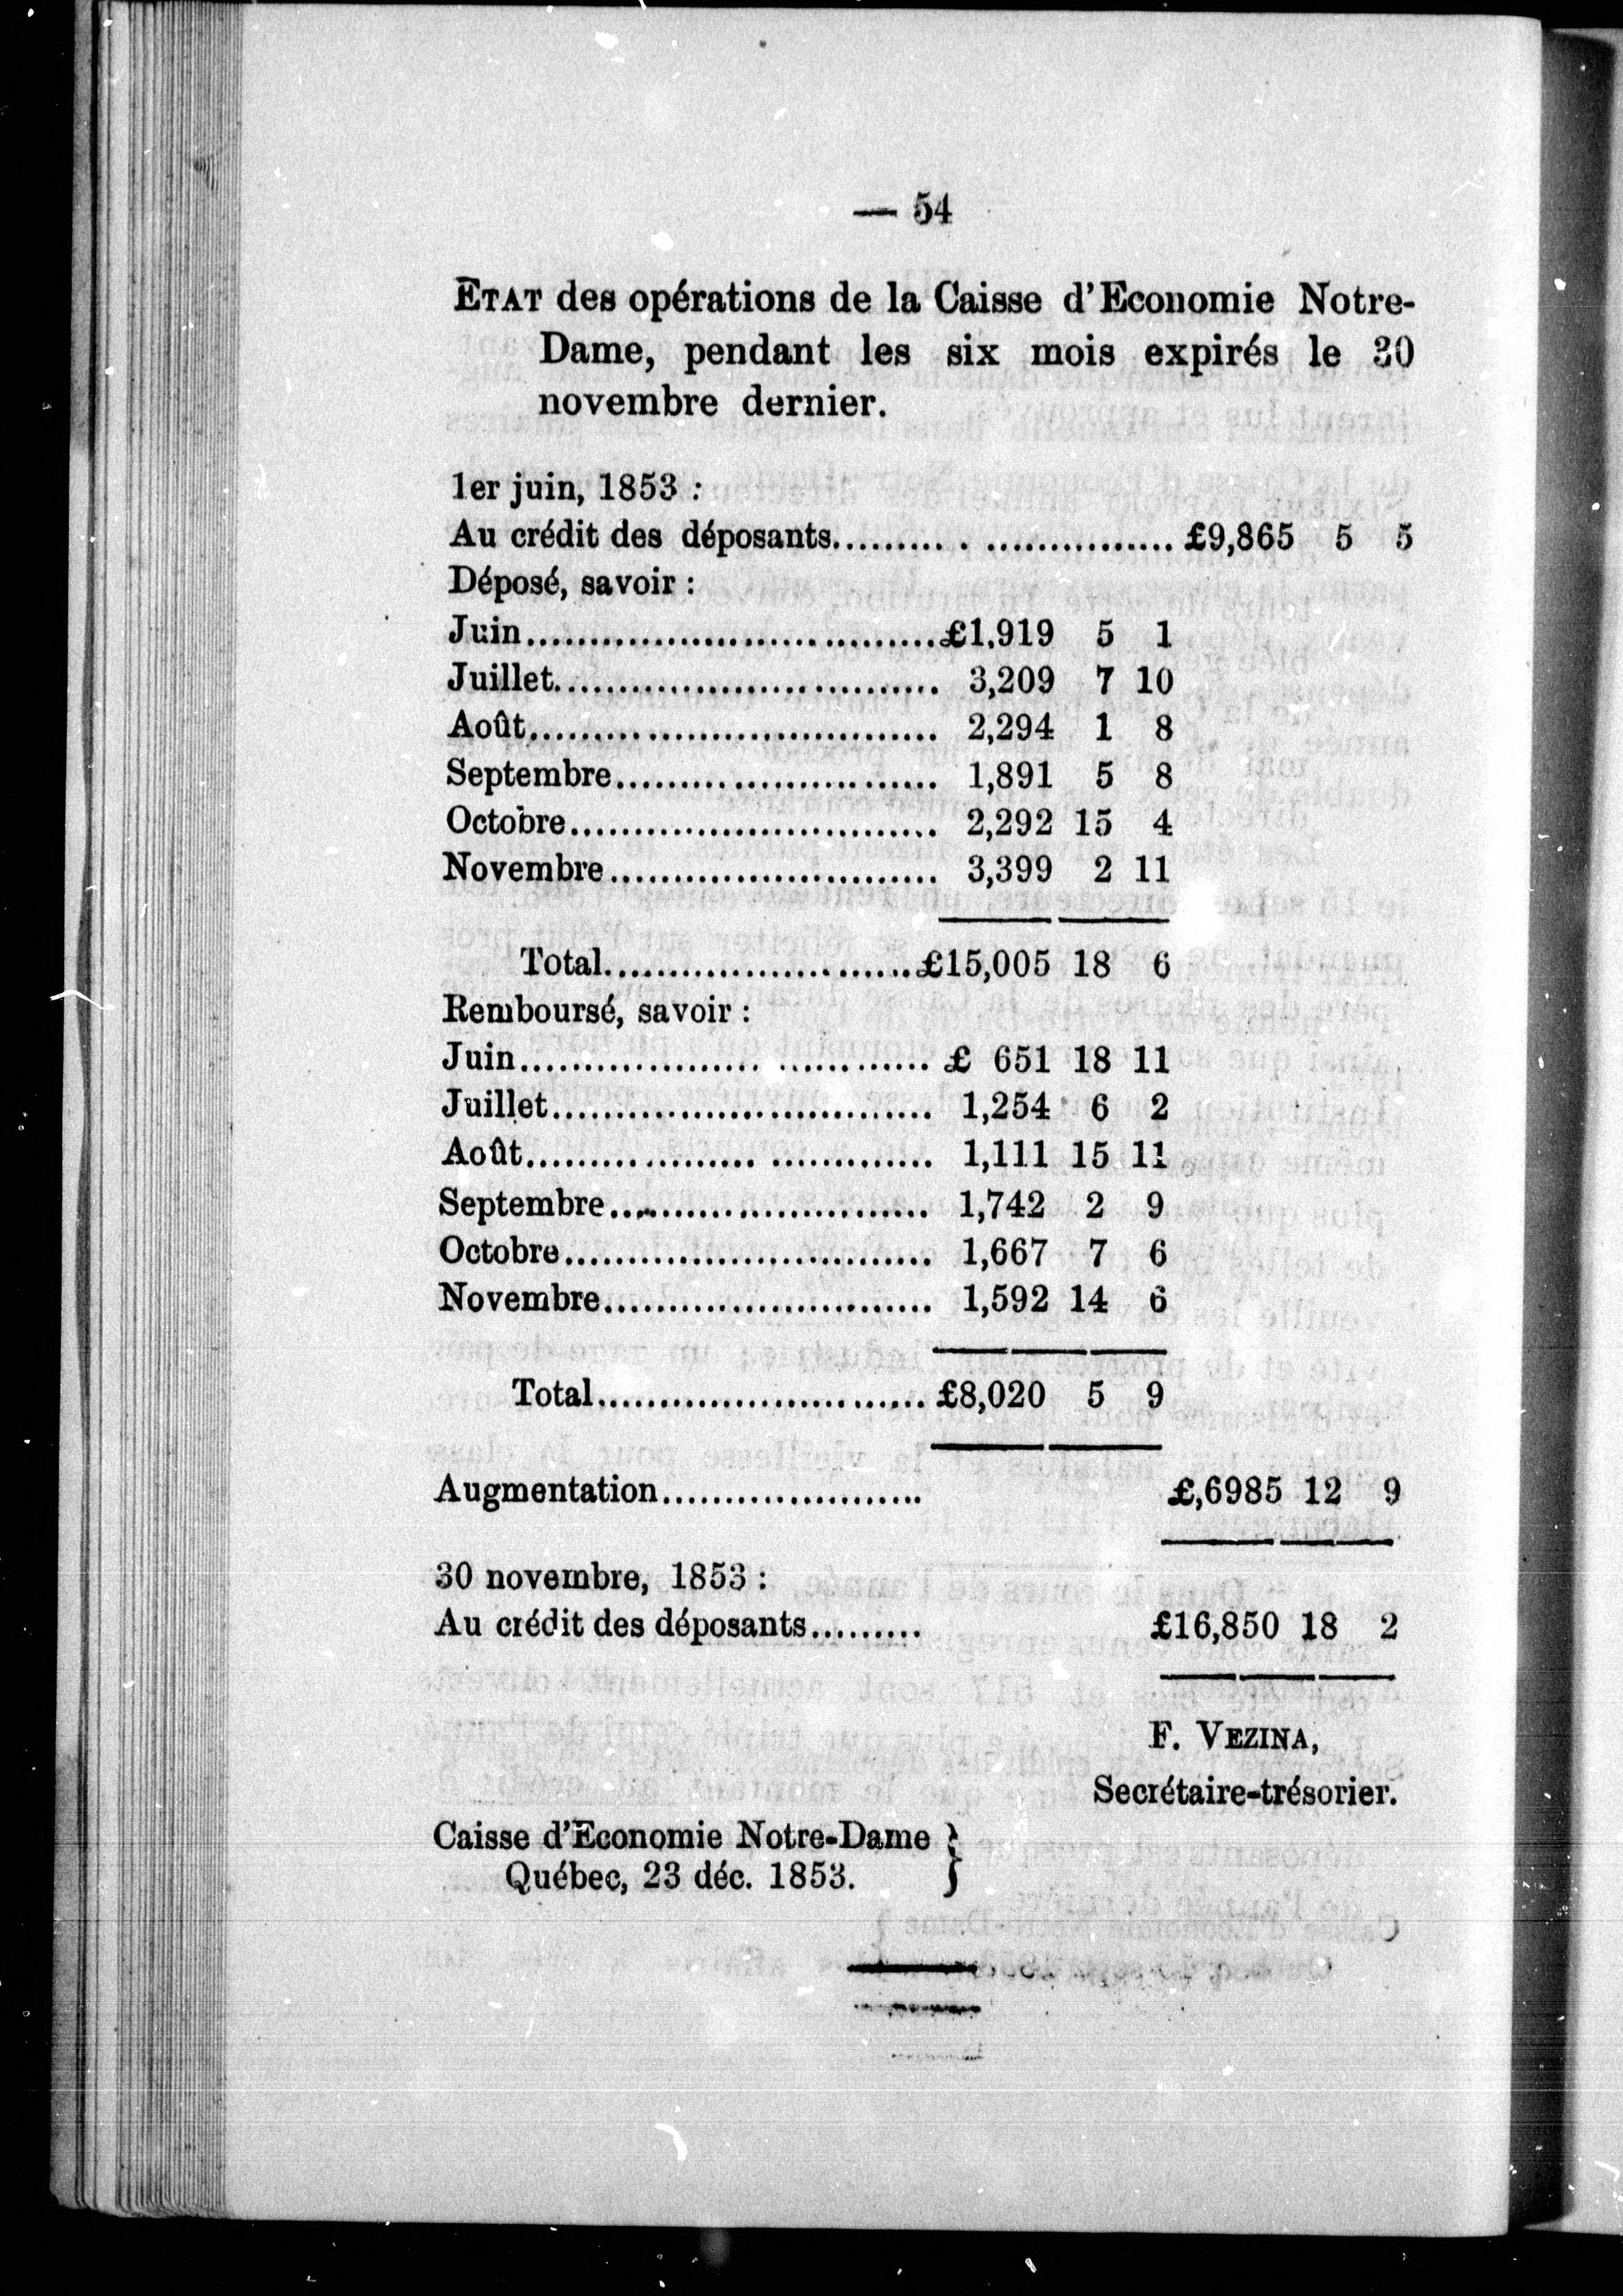 — 54
ETAT des opérations de la Caisse d'Economie Notre-
Dame, pendant les six mois expirés le 30
novembre dernier.
1er juin, 1853 :
Au crédit des déposants......... . ............... £9,865 5 5
Déposé, savoir :
Juin.................................£1,919 5 1
Juillet............................... 3,209 7 10
Août................................. 2,294 1 8
Septembre.......................... 1,891 5 8
Octobre............................. 2,292 15 4
Novembre.......................... 3,399 2 11
Total.........................£15,005 18 6
Remboursé, savoir :
Juin................... ............ £ 651 18 11
Juillet.............................. 1,254 6 2
Août.................. ............. 1,111 15 11
Septembre.......................... 1,742 2 9
Octobre............................. 1,667 7 6
Novembre.......................... 1,592 14 6
Total.......................... £8,020 5 9
Augmentation..................... £,6985 12 9
30 novembre, 1853 :
Au crédit des déposants......... £16,850 18 2
F. VEZINA,
Secrétaire-trésorier.
Caisse d'Economie Notre-Dame }
Québec, 23 déc. 1853.